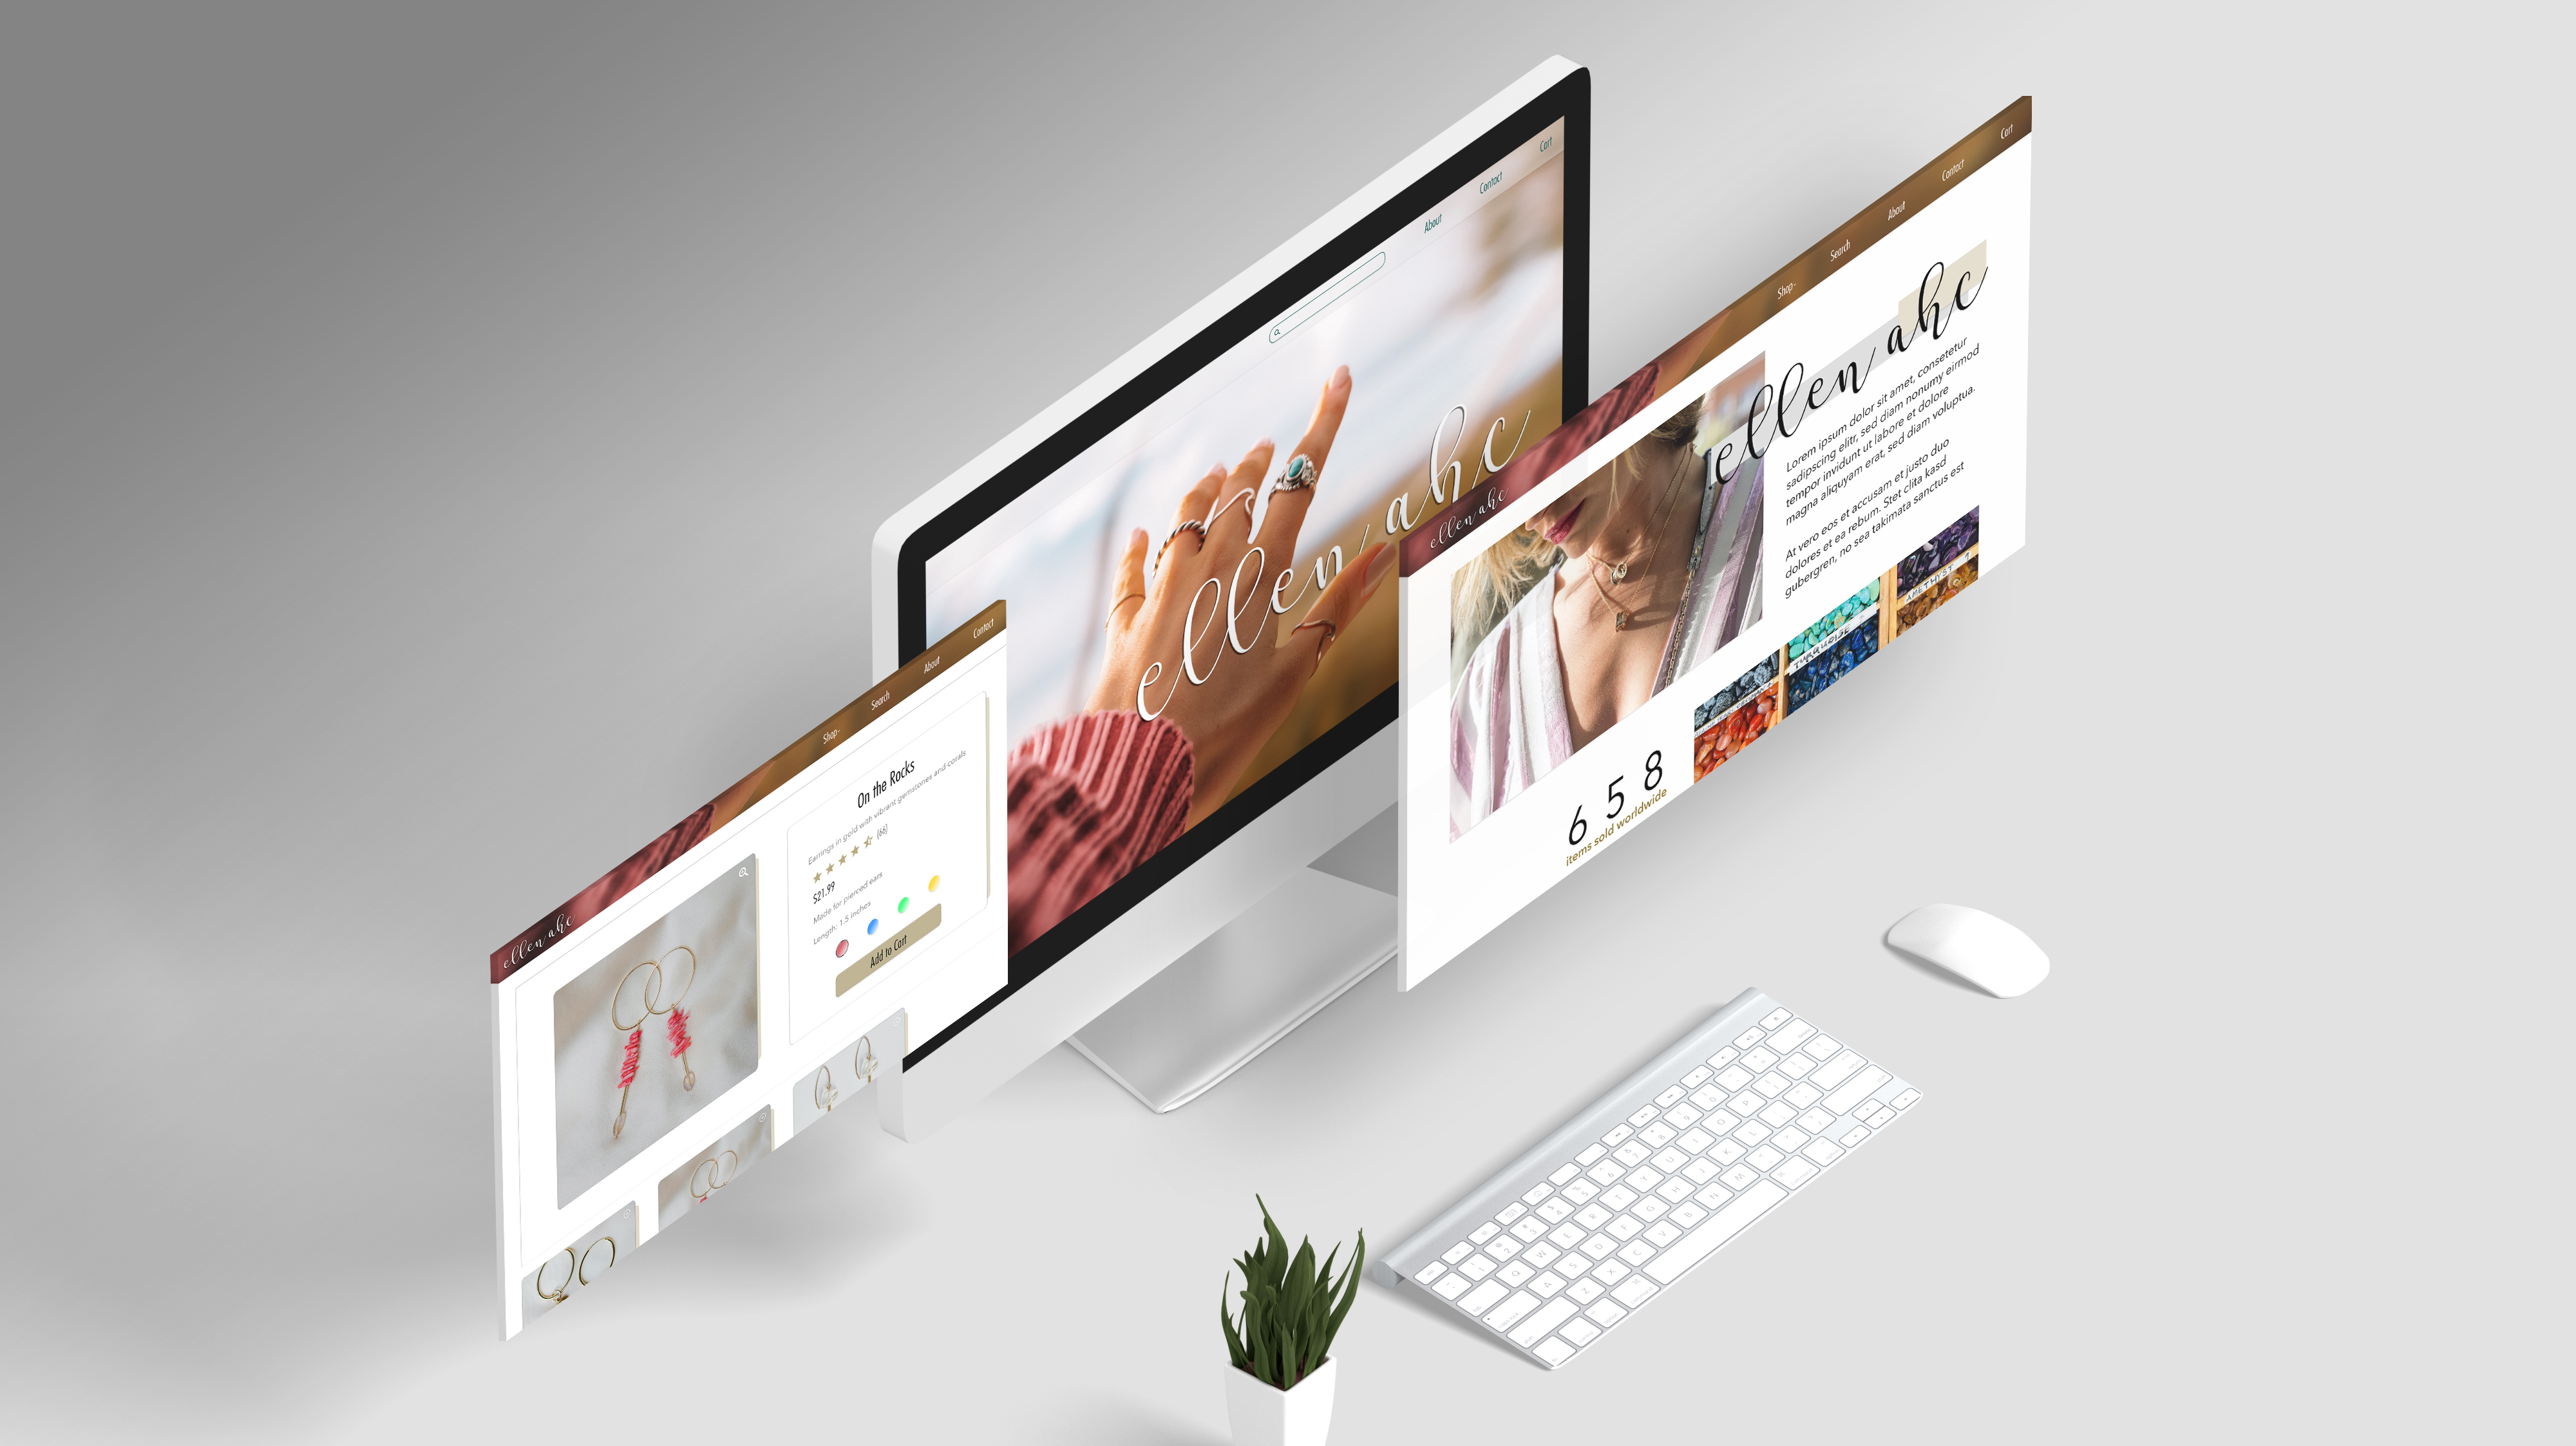 About
Contact
Cart
ellen ahc
ellen ahc
Shop
Search
About
Contact
Cart
ellen ahc
Lorem ipsum dolor sit amet, consetetur
sadipscing elitr, sed diam nonumy eirmod
tempor invidunt ut labore et dolore
magna aliquyam erat, sed diam voluptua.
At vero eos et accusam et justo duo
dolores et ea rebum. Stet clita kasd
gubergren, no sea takimata sanctus est
TURQUOISE
AMETHYST
6 5 8
items sold worldwide
ellen ahc
Shop
Search
About
Contact
On the Rocks
Earrings in gold with vibrant gemstones and corals
(66)
$21.99
Made for pierced ears
Length: 1.5 inches
Add to Cart